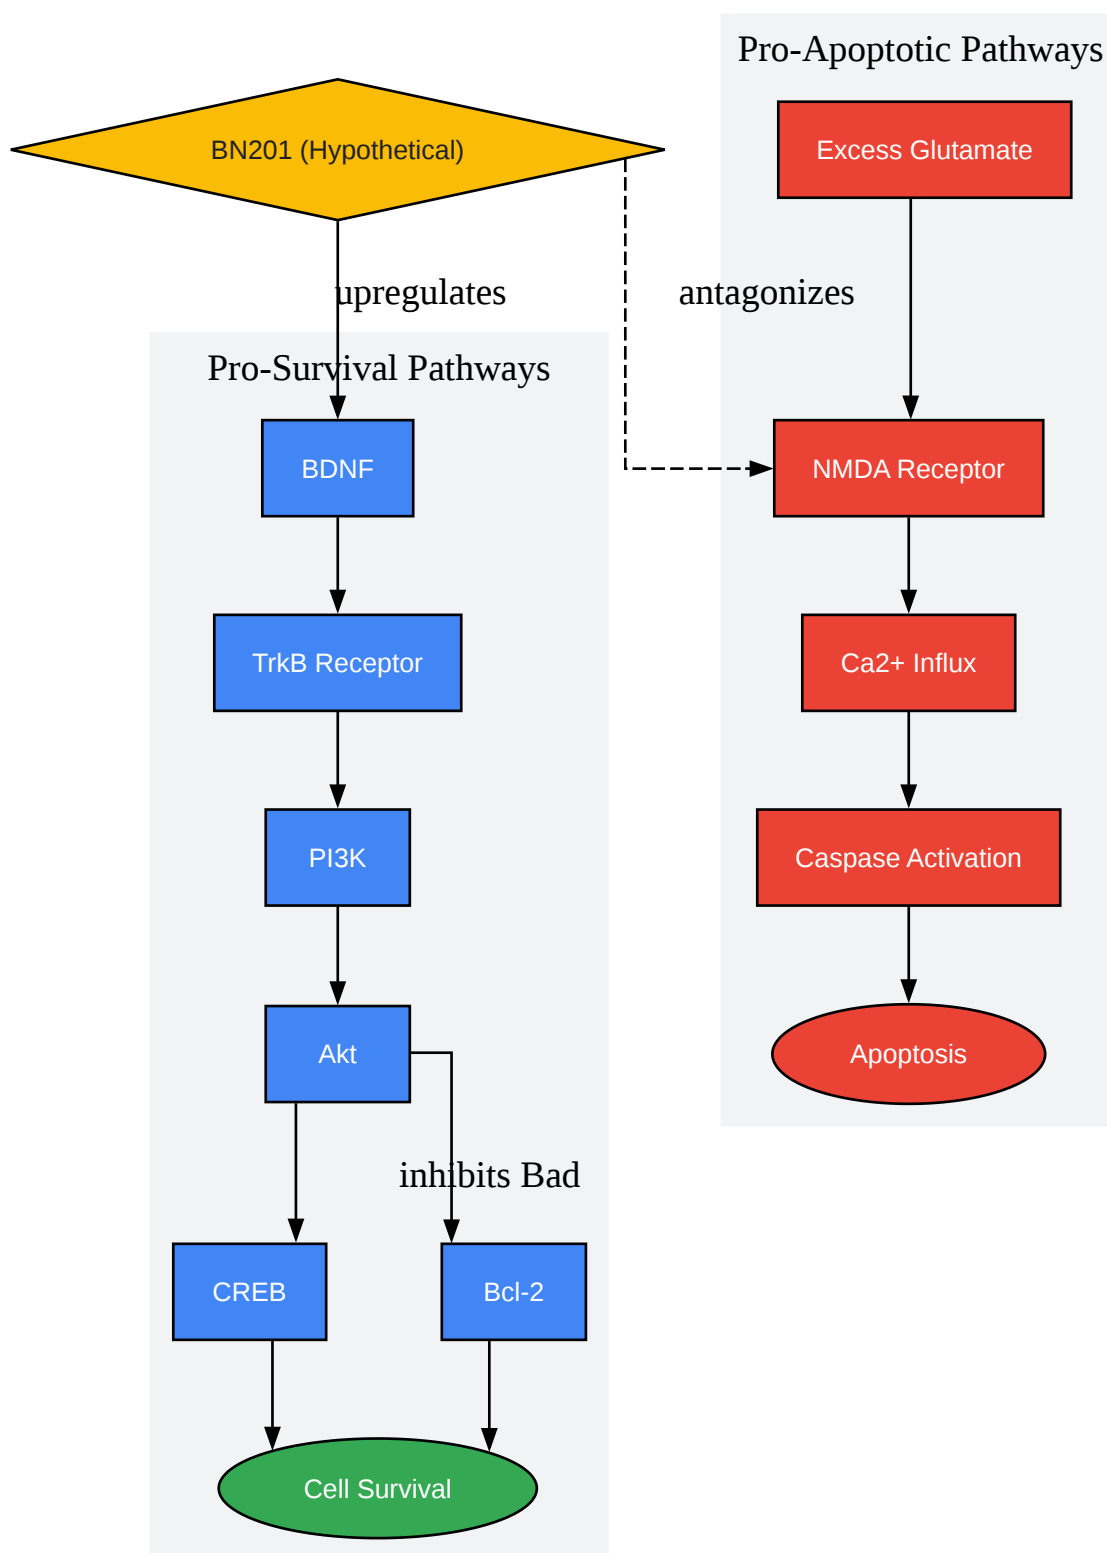 Pro-Apoptotic Pathways
BN201 (Hypothetical)
Excess Glutamate
upregulates
antagonizes
Pro-Survival Pathways
BDNF
NMDA Receptor
TrkB Receptor
Ca2+ Influx
PI3K
Caspase Activation
Akt
Apoptosis
inhibits Bad
CREB
Bcl-2
Cell Survival